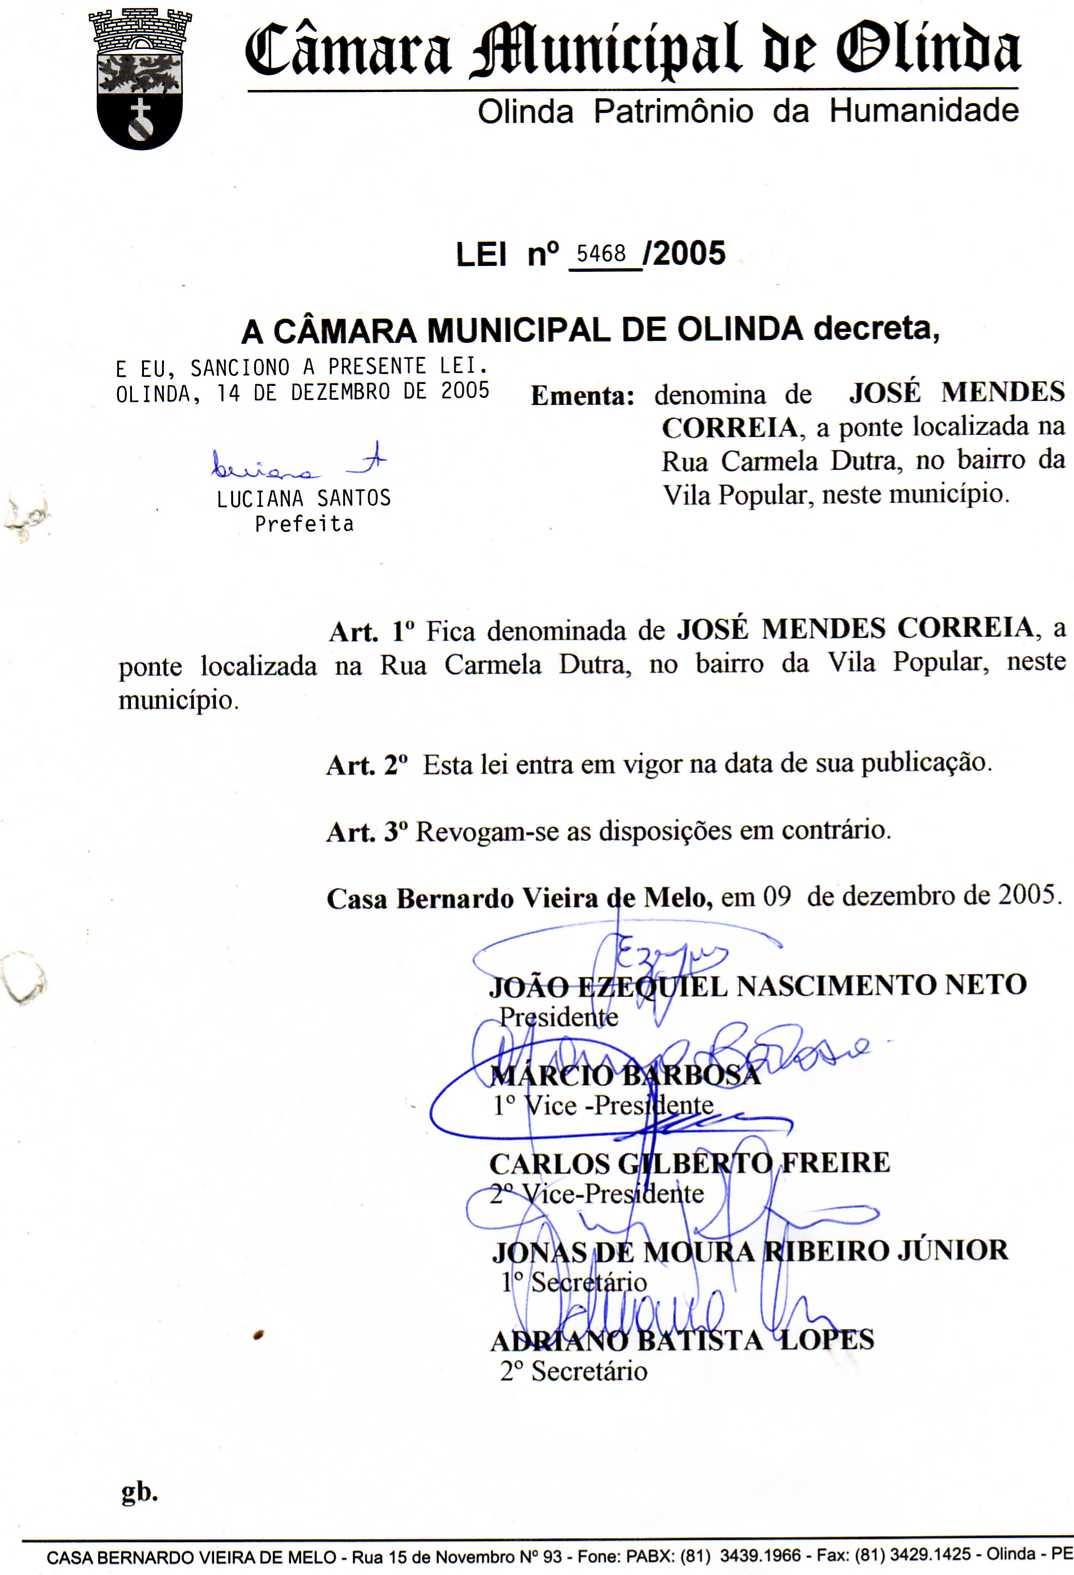 Câmara Municipal de Olinda
Olinda Patrimônio da Humanidade
LEI nº 5468 /2005
A CÂMARA MUNICIPAL DE OLINDA decreta,
E EU, SANCIONO A PRESENTE LEI.
OLINDA, 14 DE DEZEMBRO DE 2005
LUCIANA SANTOS
Prefeita
Ementa: denomina de JOSÉ MENDES
CORREIA, a ponte localizada na
Rua Carmela Dutra, no bairro da
Vila Popular, neste município.
Art. 1º Fica denominada de JOSÉ MENDES CORREIA, a
ponte localizada na Rua Carmela Dutra, no bairro da Vila Popular, neste
município.
Art. 2º Esta lei entra em vigor na data de sua publicação.
Art. 3º Revogam-se as disposições em contrário.
Casa Bernardo Vieira de Melo, em 09 de dezembro de 2005.
JOÃO EZEQUIEL NASCIMENTO NETO
Presidente
MÁRCIO BARBOSA
1º Vice -Presidente
CARLOS GILBERTO FREIRE
2º Vice-Presidente
JONAS DE MOURA RIBEIRO JÚNIOR
1º Secretário
ADRIANO BATISTA LOPES
2º Secretário
gb.
CASA BERNARDO VIEIRA DE MELO - Rua 15 de Novembro Nº 93 - Fone: PABX: (81) 3439.1966 - Fax: (81) 3429.1425 - Olinda - PE